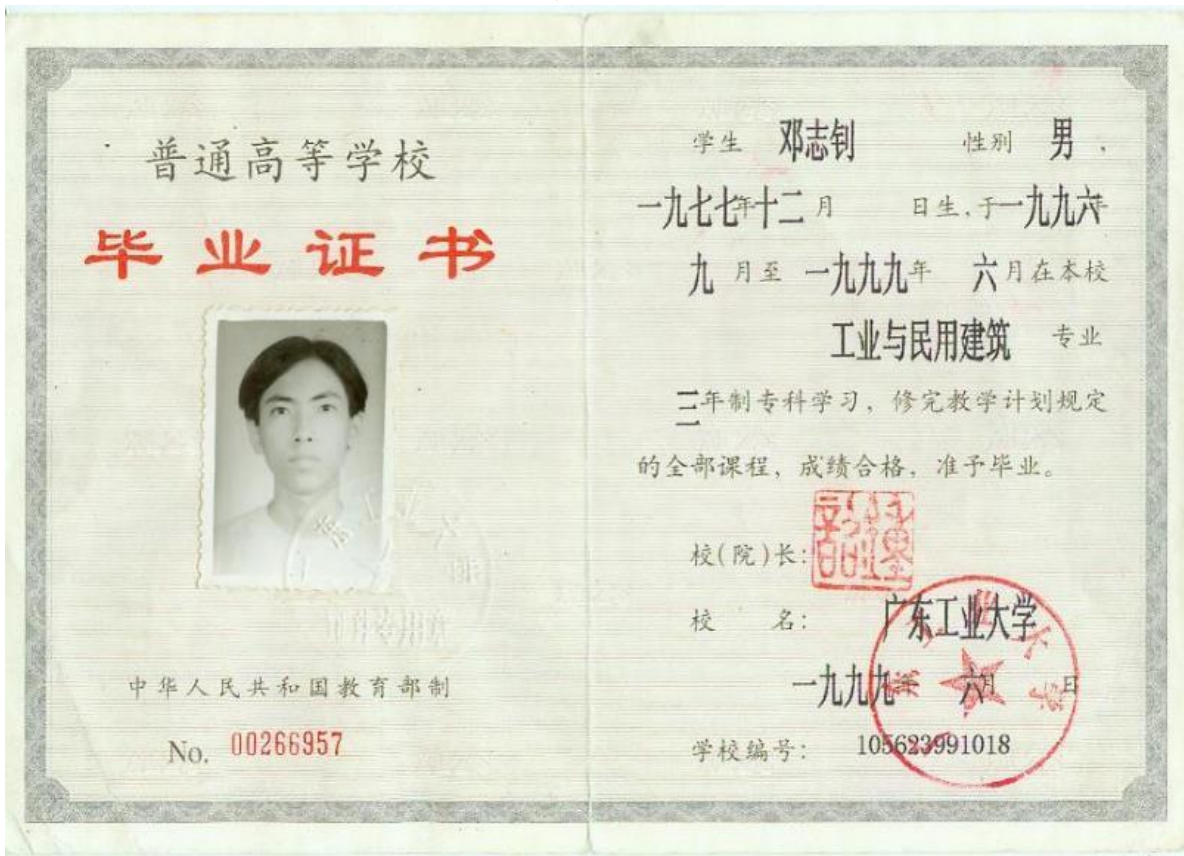 普通高等学校
毕业证书
中华人民共和国教育部制
No. 00266957
学生 邓志钊 性别 男，
一九七七年十二月 日生，于一九九六年
九月至一九九九年 六月在本校
工业与民用建筑 专业
三年制专科学习，修完教学计划规定
的全部课程，成绩合格，准予毕业。
校(院)长:
校 名: 广东工业大学
一九九九年 六月 日
学校编号: 105623991018